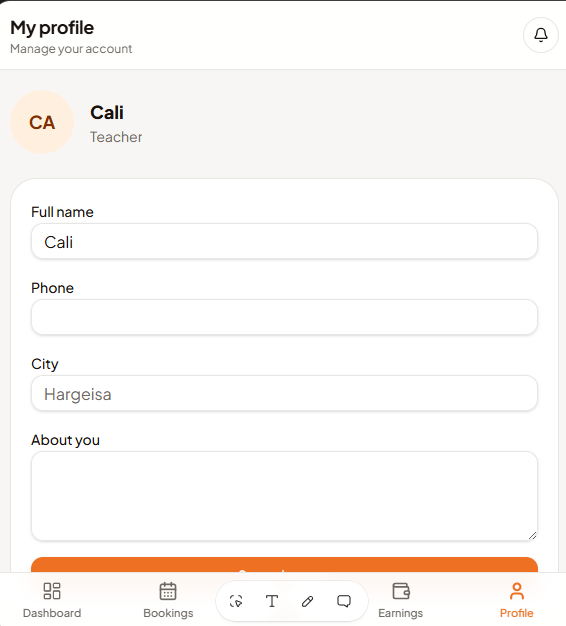 My profile
Manage your account
CA
Cali
Teacher
Full name
Cali
Phone
City
Hargeisa
About you
Dashboard
Bookings
T
Earnings
Profile